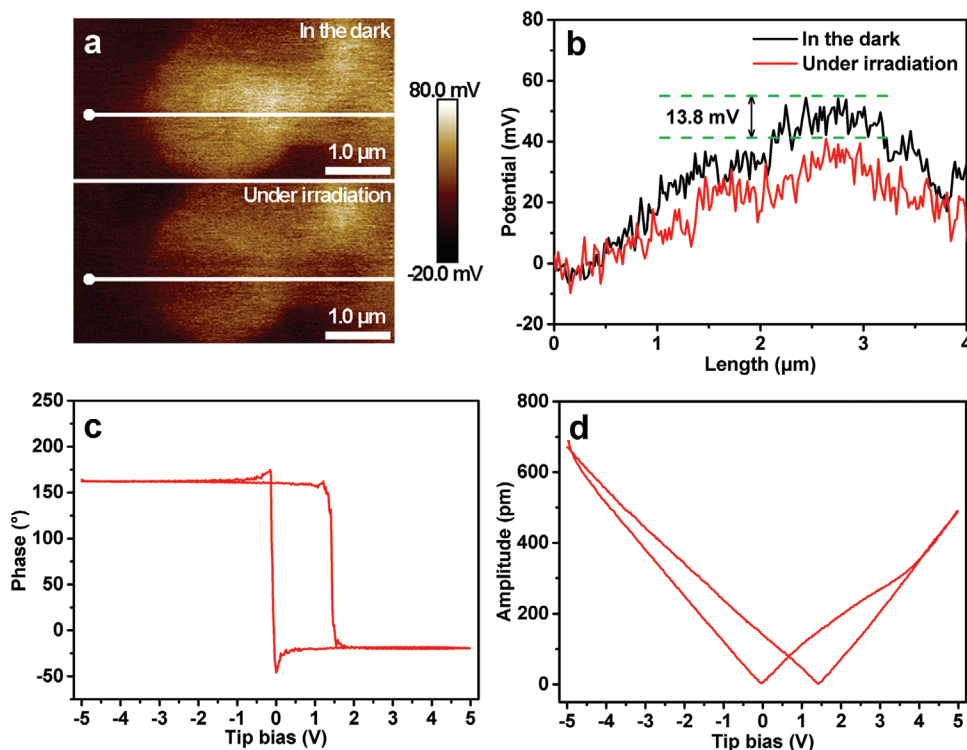 a
In the dark
1.0 µm
Under irradiation
1.0 µm
80.0 mV
-20.0 mV
b
In the dark
Under irradiation
13.8 mV
Potential (mV)
80
60
40
20
0
-20
0 1 2 3 4
Length (µm)
c
Phase (°)
250
200
150
100
50
0
-50
-5 -4 -3 -2 -1 0 1 2 3 4 5
Tip bias (V)
d
Amplitude (pm)
800
600
400
200
0
-5 -4 -3 -2 -1 0 1 2 3 4 5
Tip bias (V)